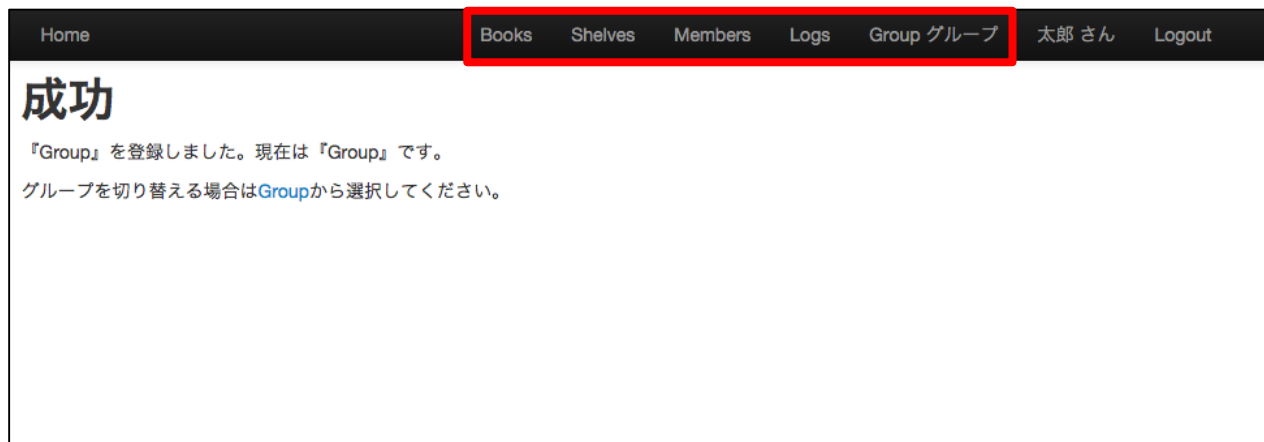 Home Books Shelves Members Logs Group グループ 太郎 さん Logout
成功
『Group』を登録しました。現在は『Group』です。
グループを切り替える場合はGroupから選択してください。